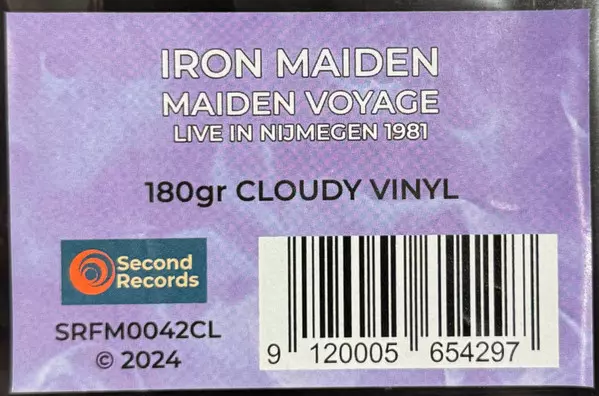 IRON MAIDEN
MAIDEN VOYAGE
LIVE IN NIJMEGEN 1981
180gr CLOUDY VINYL
Second
Records
SRFM0042CL
© 2024
9 120005 654297